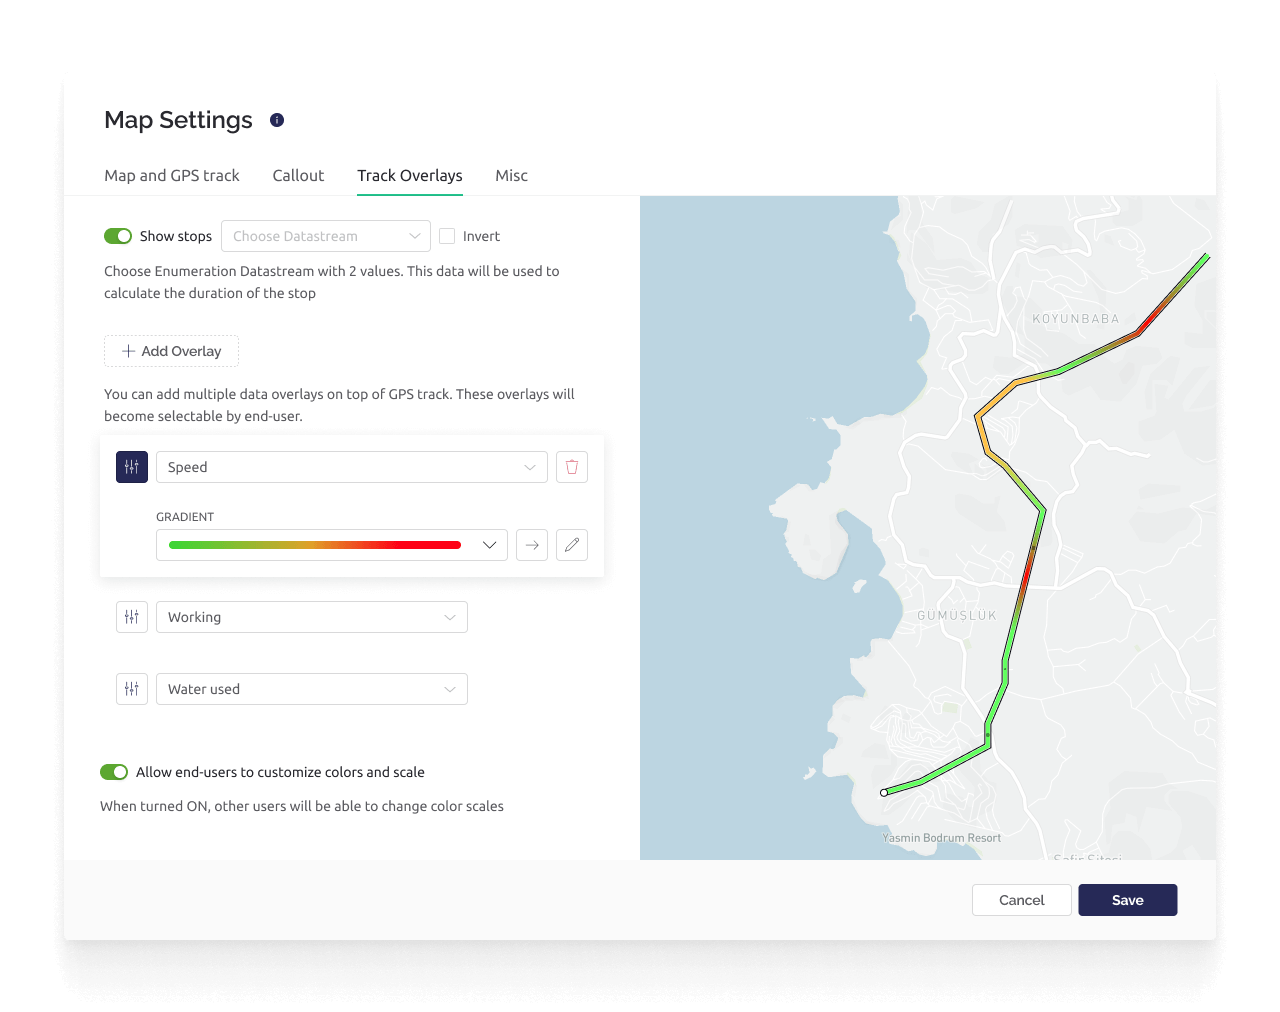 Map Settings
Map and GPS track
Callout
Track Overlays
Misc
Show stops
Choose Datastream
Invert
Choose Enumeration Datastream with 2 values. This data will be used to
calculate the duration of the stop
Add Overlay
You can add multiple data overlays on top of GPS track. These overlays will
become selectable by end-user.
Speed
GRADIENT
Working
Water used
Allow end-users to customize colors and scale
When turned ON, other users will be able to change color scales
KOYUNBABA
GÜMÜŞLÜK
Yasmin Bodrum Resort
Safir Sitesi
Cancel
Save